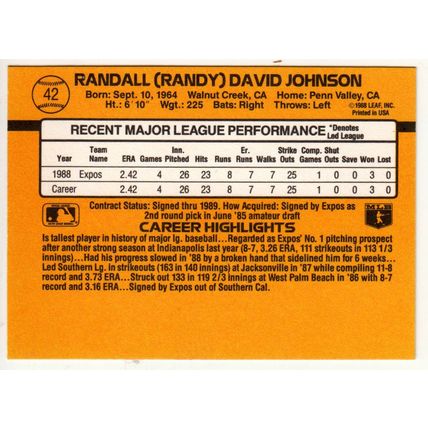 42
RANDALL (RANDY) DAVID JOHNSON
Born: Sept. 10, 1964 Walnut Creek, CA Home: Penn Valley, CA
Ht.: 6' 10" Wgt.: 225 Bats: Right Throws: Left
©1988 LEAF, INC.
Printed in USA
RECENT MAJOR LEAGUE PERFORMANCE *Denotes Led League
Year Team Name ERA Games Inn. Pitched Hits Runs Er. Runs Walks Strike Outs Comp. Games Shut Outs Save Won Lost
1988 Expos 2.42 4 26 23 8 7 7 25 1 0 0 3 0
Career 2.42 4 26 23 8 7 7 25 1 0 0 3 0
Contract Status: Signed thru 1989. How Acquired: Signed by Expos as
2nd round pick in June '85 amateur draft
CAREER HIGHLIGHTS
MLB
Is tallest player in history of major lg. baseball...Regarded as Expos' No. 1 pitching prospect
after another strong season at Indianapolis last year (8-7, 3.26 ERA, 111 strikeouts in 113 1/3
innings)...Had his progress slowed in '88 by a broken hand that sidelined him for 6 weeks...
Led Southern Lg. in strikeouts (163 in 140 innings) at Jacksonville in '87 while compiling 11-8
record and 3.73 ERA...Struck out 133 in 119 2/3 innings at West Palm Beach in '86 with 8-7
record and 3.16 ERA...Signed by Expos out of Southern Cal.